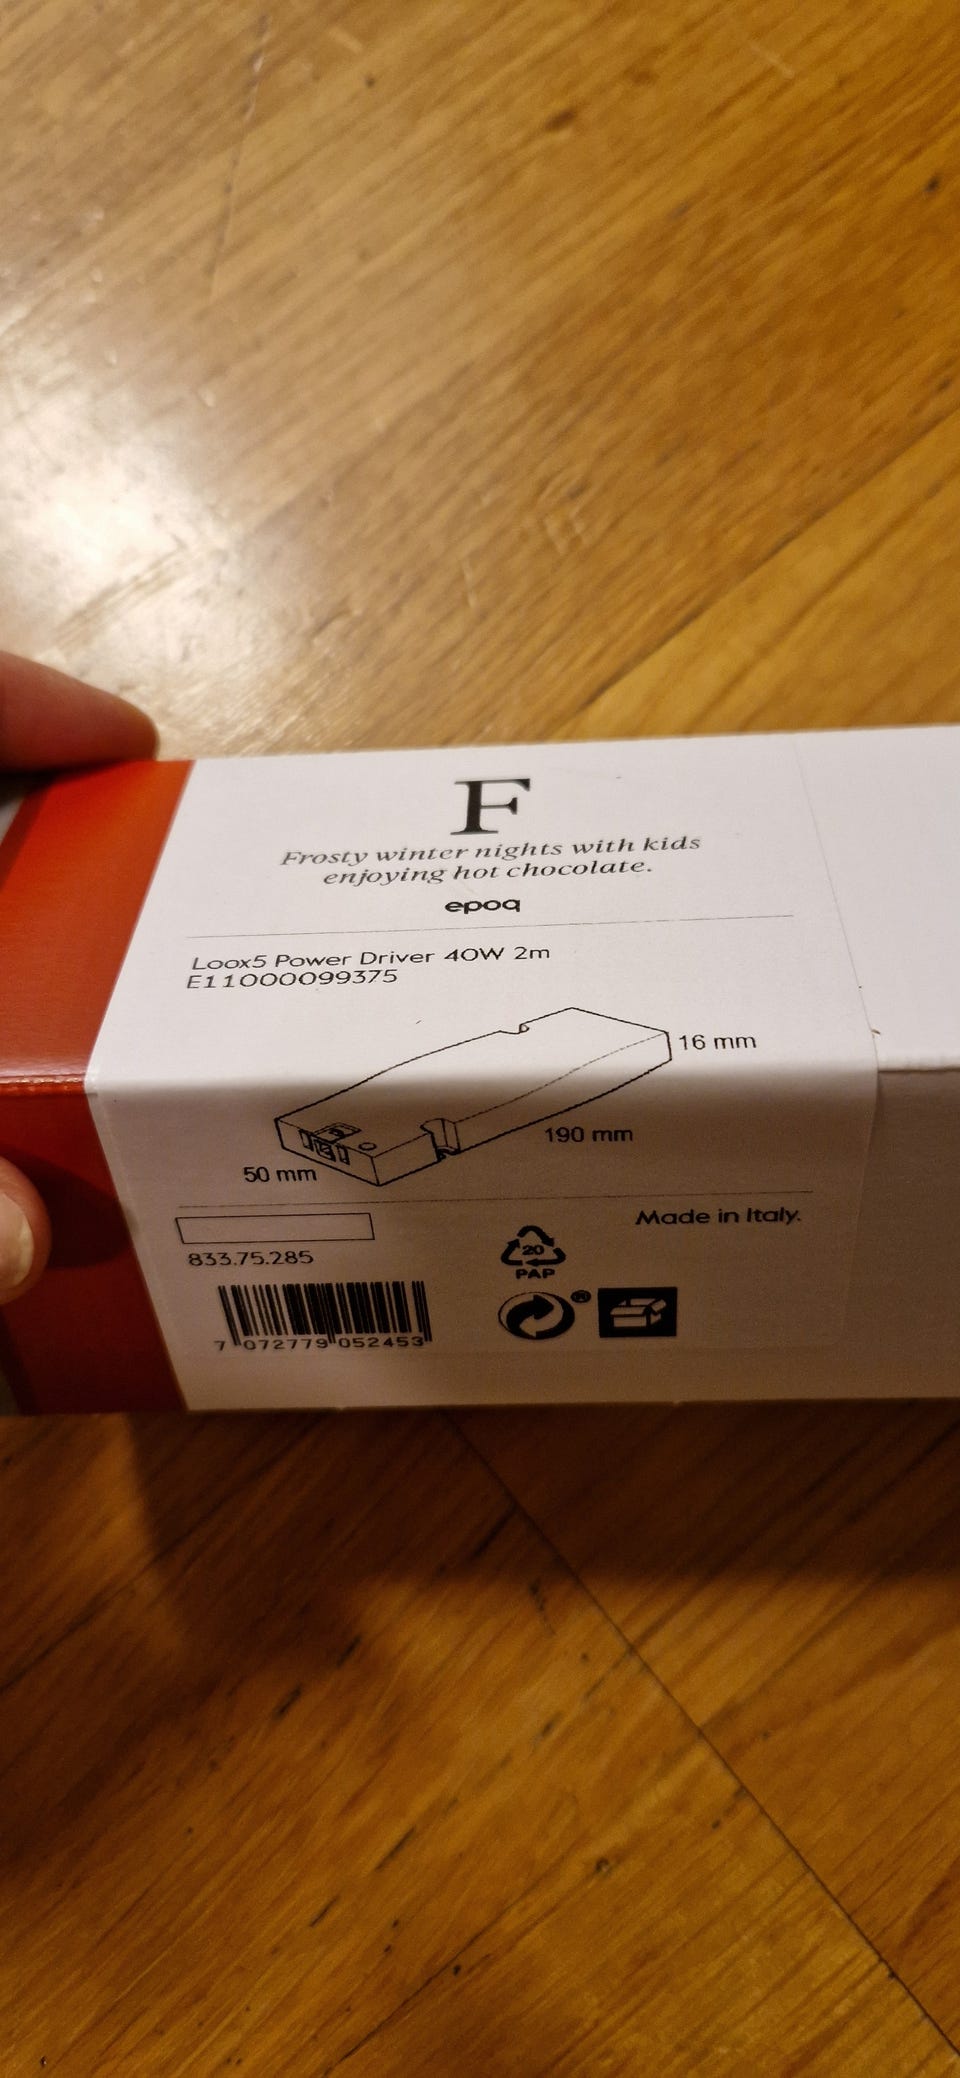 F
Frosty winter nights with kids
enjoying hot chocolate.
epoq
Loox5 Power Driver 40W 2m
E11000099375
16 mm
190 mm
50 mm
Made in Italy.
833.75.285
20
PAP
®
7 072779 052453